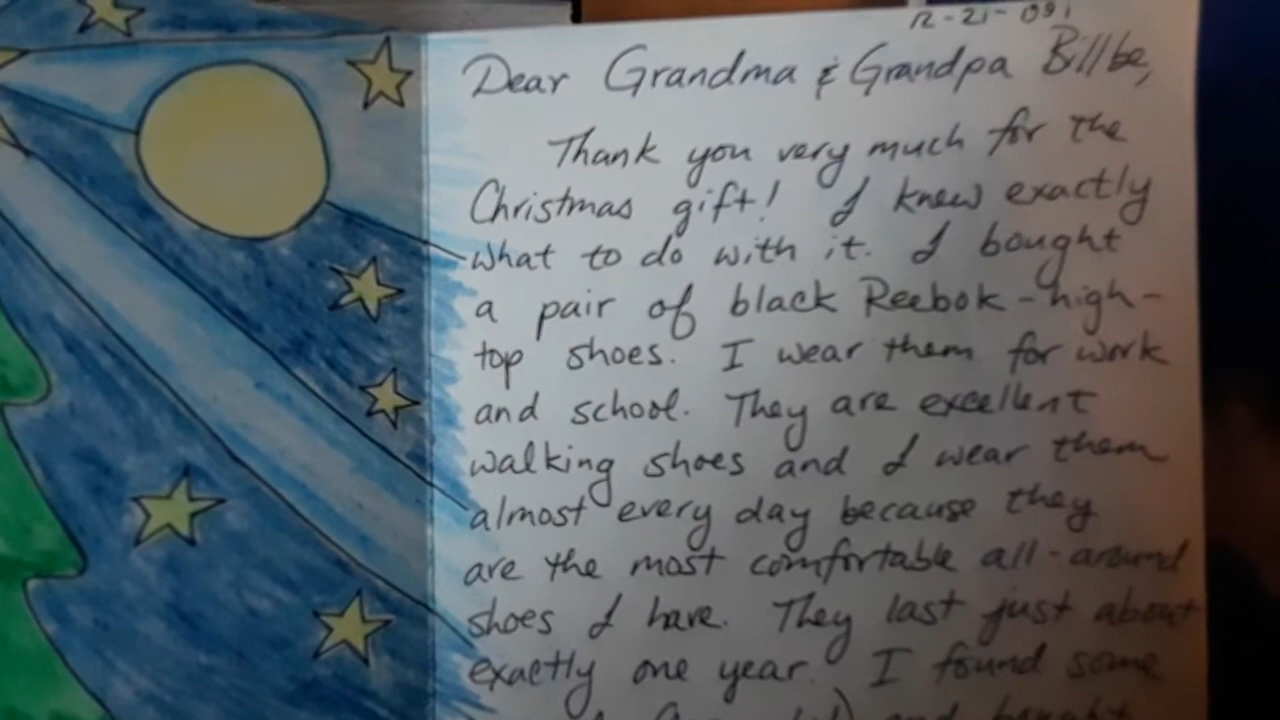 12-21-091
Dear Grandma & Grandpa Billbe,
Thank you very much for the
Christmas gift! I knew exactly
what to do with it. I bought
a pair of black Reebok-high-
top shoes. I wear them for work
and school. They are excellent
walking shoes and I wear them
almost every day because they
are the most comfortable all-around
shoes I have. They last just about
exactly one year. I found some
and bought